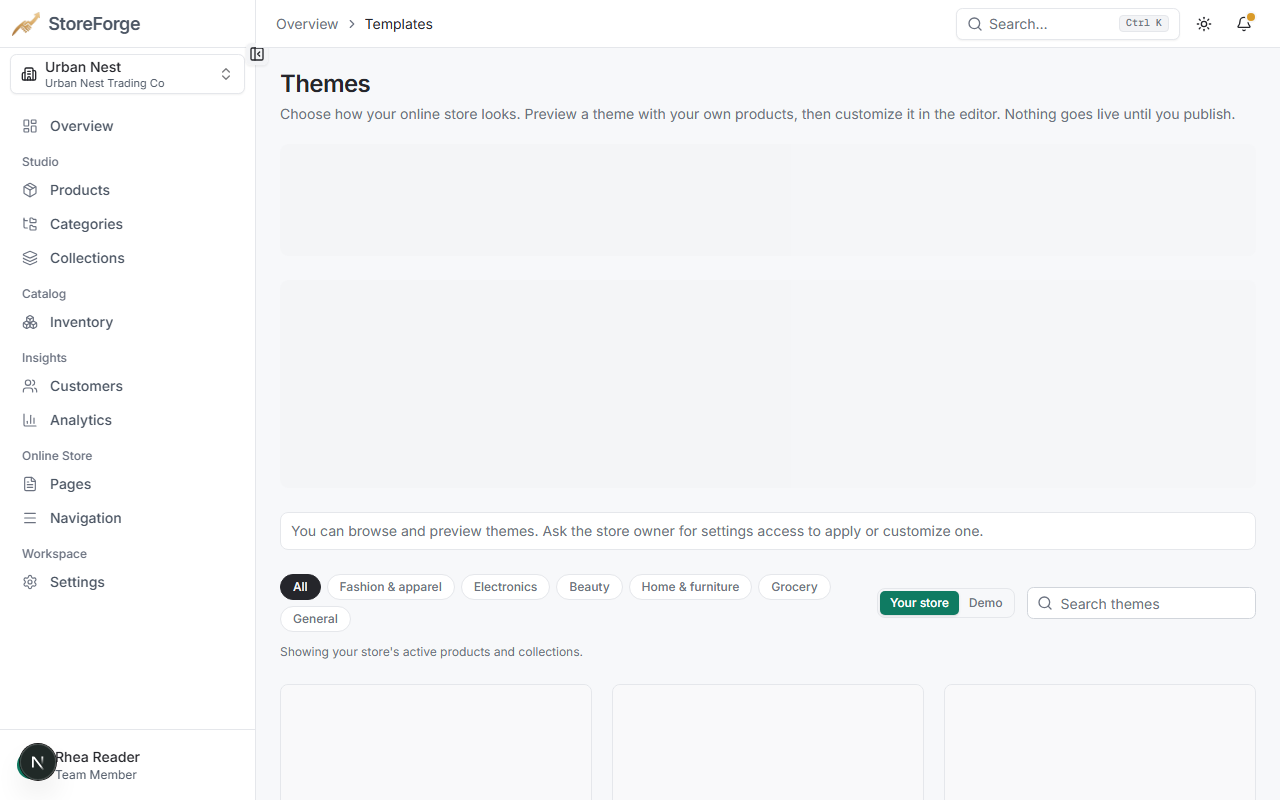 StoreForge
Overview > Templates
Search...
Ctrl K
Urban Nest
Urban Nest Trading Co
Overview
Studio
Products
Categories
Collections
Catalog
Inventory
Insights
Customers
Analytics
Online Store
Pages
Navigation
Workspace
Settings
N
Rhea Reader
Team Member
Themes
Choose how your online store looks. Preview a theme with your own products, then customize it in the editor. Nothing goes live until you publish.
You can browse and preview themes. Ask the store owner for settings access to apply or customize one.
All
Fashion & apparel
Electronics
Beauty
Home & furniture
Grocery
General
Your store
Demo
Search themes
Showing your store's active products and collections.